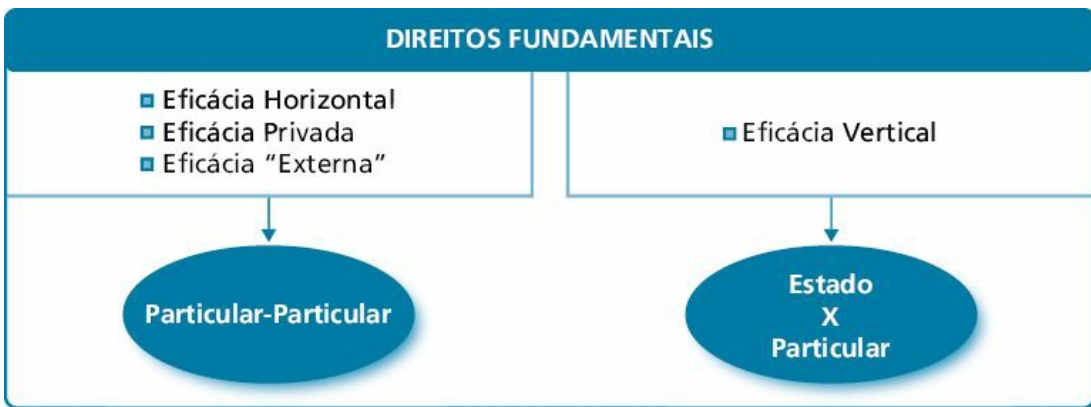 DIREITOS FUNDAMENTAIS
Eficácia Horizontal
Eficácia Privada
Eficácia “Externa”
Eficácia Vertical
Particular-Particular
Estado
X
Particular